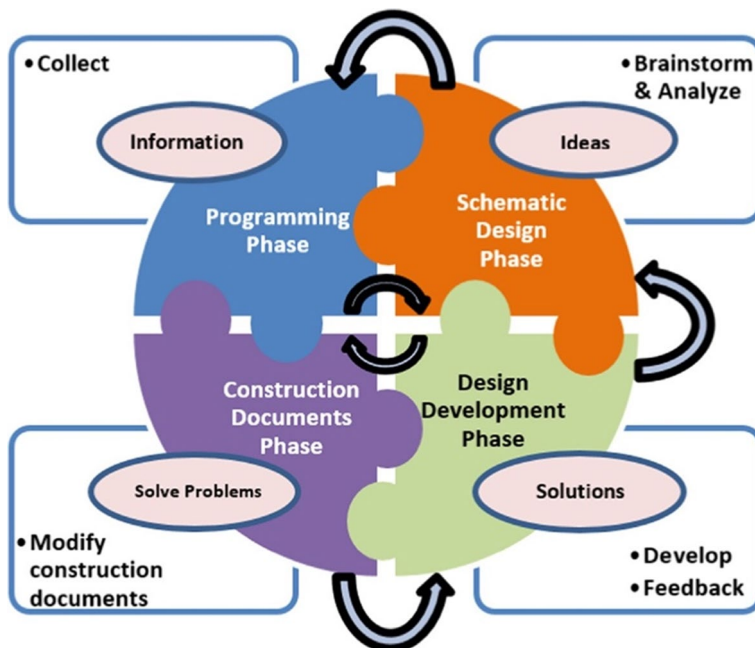 • Collect
Information
Programming
Phase
• Brainstorm
& Analyze
Ideas
Schematic
Design
Phase
Construction
Documents
Phase
Solve Problems
• Modify
construction
documents
Design
Development
Phase
Solutions
• Develop
• Feedback